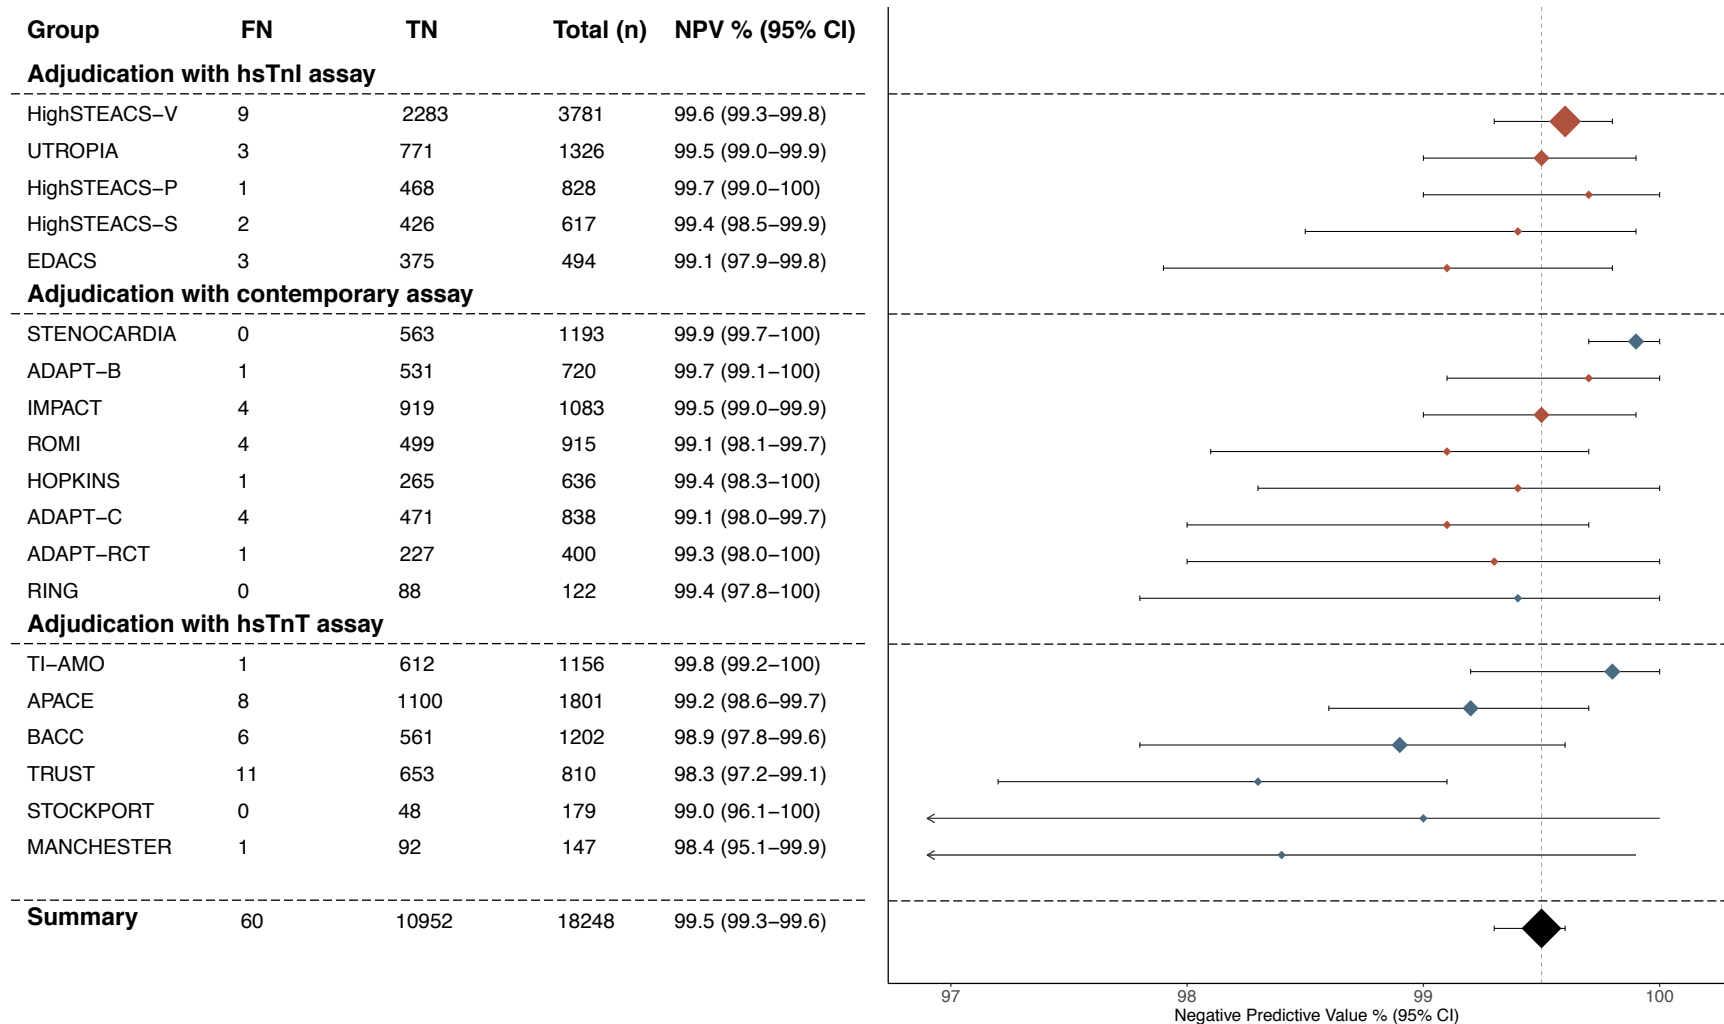 Group FN TN Total (n) NPV % (95% CI)
Adjudication with hsTnI assay
HighSTEACS−V 9 2283 3781 99.6 (99.3−99.8)
UTROPIA 3 771 1326 99.5 (99.0−99.9)
HighSTEACS−P 1 468 828 99.7 (99.0−100)
HighSTEACS−S 2 426 617 99.4 (98.5−99.9)
EDACS 3 375 494 99.1 (97.9−99.8)
Adjudication with contemporary assay
STENOCARDIA 0 563 1193 99.9 (99.7−100)
ADAPT−B 1 531 720 99.7 (99.1−100)
IMPACT 4 919 1083 99.5 (99.0−99.9)
ROMI 4 499 915 99.1 (98.1−99.7)
HOPKINS 1 265 636 99.4 (98.3−100)
ADAPT−C 4 471 838 99.1 (98.0−99.7)
ADAPT−RCT 1 227 400 99.3 (98.0−100)
RING 0 88 122 99.4 (97.8−100)
Adjudication with hsTnT assay
TI−AMO 1 612 1156 99.8 (99.2−100)
APACE 8 1100 1801 99.2 (98.6−99.7)
BACC 6 561 1202 98.9 (97.8−99.6)
TRUST 11 653 810 98.3 (97.2−99.1)
STOCKPORT 0 48 179 99.0 (96.1−100)
MANCHESTER 1 92 147 98.4 (95.1−99.9)
Summary 60 10952 18248 99.5 (99.3−99.6)
97 98 99 100
Negative Predictive Value % (95% CI)